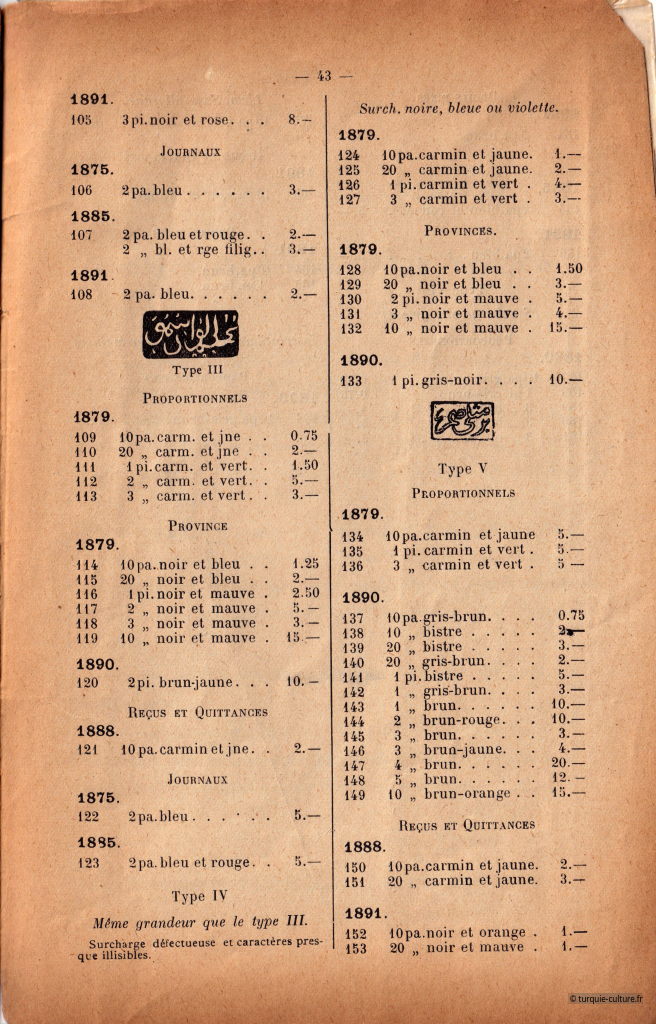 — 43 —
1891.
105 3 pi. noir et rose. . . 8.—
JOURNAUX
1875.
106 2 pa. bleu . . . . . . 3.—
1885.
107 2 pa. bleu et rouge. . 2.—
2 „ bl. et rge filig. . 3.—
1891.
108 2 pa. bleu. . . . . . 2.—
Type III
PROPORTIONNELS
1879.
109 10 pa. carm. et jne . . 0.75
110 20 „ carm. et jne . . 2.—
111 1 pi. carm. et vert. . 1.50
112 2 „ carm. et vert. . 5.—
113 3 „ carm. et vert. . 3.—
PROVINCE
1879.
114 10 pa. noir et bleu . . 1.25
115 20 „ noir et bleu . . 2.—
116 1 pi. noir et mauve . 2.50
117 2 „ noir et mauve . 5.—
118 3 „ noir et mauve . 3.—
119 10 „ noir et mauve . 15.—
1890.
120 2 pi. brun-jaune. . . 10.—
REÇUS ET QUITTANCES
1888.
121 10 pa. carmin et jne. . 2.—
JOURNAUX
1875.
122 2 pa. bleu . . . . . . 5.—
1885.
123 2 pa. bleu et rouge. . 5.—
Type IV
Même grandeur que le type III.
Surcharge défectueuse et caractères pres-
que illisibles.
Surch. noire, bleue ou violette.
1879.
124 10 pa. carmin et jaune. 1.—
125 20 „ carmin et jaune. 2.—
126 1 pi. carmin et vert . 4.—
127 3 „ carmin et vert . 3.—
PROVINCES.
1879.
128 10 pa. noir et bleu . . 1.50
129 20 „ noir et bleu . . 3.—
130 2 pi. noir et mauve . 5.—
131 3 „ noir et mauve . 4.—
132 10 „ noir et mauve . 15.—
1890.
133 1 pi. gris-noir. . . . 10.—
Type V
PROPORTIONNELS
1879.
134 10 pa. carmin et jaune 5.—
135 1 pi. carmin et vert . 5.—
136 3 „ carmin et vert . 5 —
1890.
137 10 pa. gris-brun. . . . 0.75
138 10 „ bistre . . . . . 2.—
139 20 „ bistre . . . . . 3.—
140 20 „ gris-brun. . . . 2.—
141 1 pi. bistre . . . . . 5.—
142 1 „ gris-brun. . . . 3.—
143 1 „ brun. . . . . . 10.—
144 2 „ brun-rouge. . . 10.—
145 3 „ brun. . . . . . 3.—
146 3 „ brun-jaune. . . 4.—
147 4 „ brun. . . . . . 20.—
148 5 „ brun. . . . . . 12.—
149 10 „ brun-orange . . 15.—
REÇUS ET QUITTANCES
1888.
150 10 pa. carmin et jaune. 2.—
151 20 „ carmin et jaune. 3.—
1891.
152 10 pa. noir et orange . 1.—
153 20 „ noir et mauve . 1.—
© turquie-culture.fr